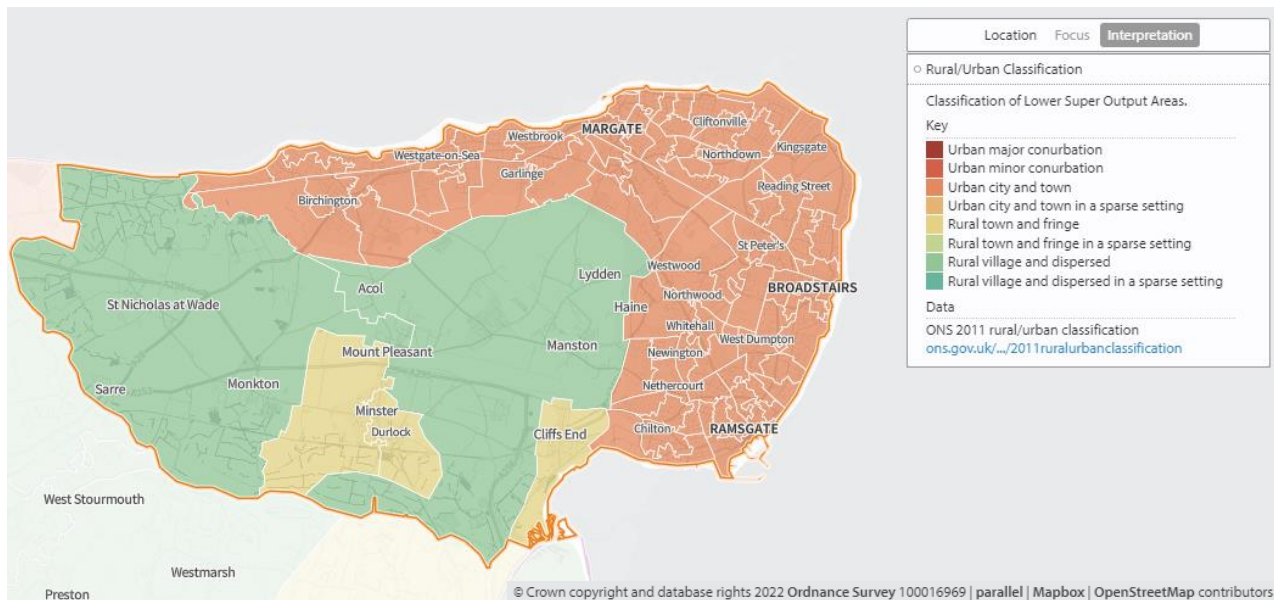 Location Focus Interpretation
Rural/Urban Classification
Classification of Lower Super Output Areas.
Key
Urban major conurbation
Urban minor conurbation
Urban city and town
Urban city and town in a sparse setting
Rural town and fringe
Rural town and fringe in a sparse setting
Rural village and dispersed
Rural village and dispersed in a sparse setting
Data
ONS 2011 rural/urban classification
ons.gov.uk/.../2011ruralurbanclassification
Cliftonville
MARGATE
Westbrook
Kingsgate
Westgate-on-Sea
Northdown
Garlinge
Reading Street
Birchington
St Peter's
Westwood
Lydden
Acol
BROADSTAIRS
Northwood
St Nicholas at Wade
Haine
Whitehall
West Dumpton
Manston
Mount Pleasant
Newington
Monkton
Nethercourt
Sarre
Minster
Durlock
Cliffs End
Chilton
RAMSGATE
West Stourmouth
Westmarsh
Preston
© Crown copyright and database rights 2022 Ordnance Survey 100016969 | parallel | Mapbox | OpenStreetMap contributors